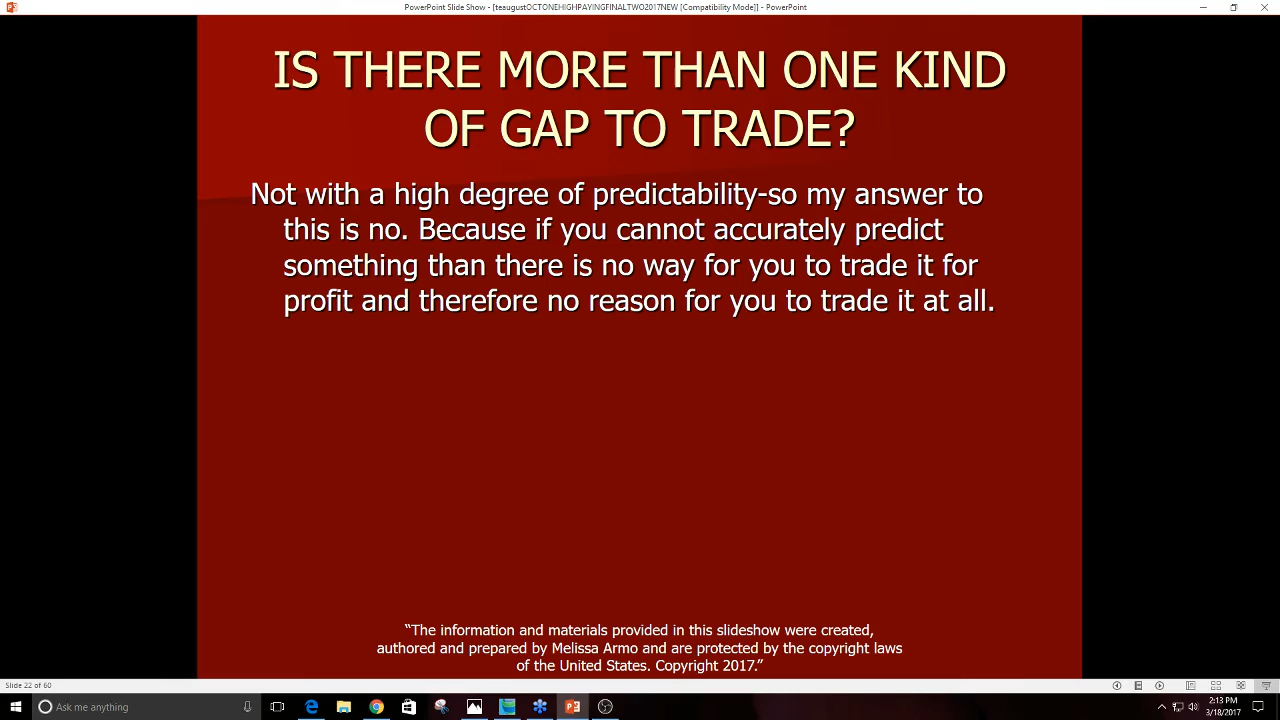 PowerPoint Slide Show - [teaugustOCTONEHIGHPAYINGFINALTWO2017NEW [Compatibility Mode]] - PowerPoint
IS THERE MORE THAN ONE KIND
OF GAP TO TRADE?
Not with a high degree of predictability-so my answer to
this is no. Because if you cannot accurately predict
something than there is no way for you to trade it for
profit and therefore no reason for you to trade it at all.
“The information and materials provided in this slideshow were created,
authored and prepared by Melissa Armo and are protected by the copyright laws
of the United States. Copyright 2017.”
Slide 22 of 60
Ask me anything
2:13 PM
3/18/2017